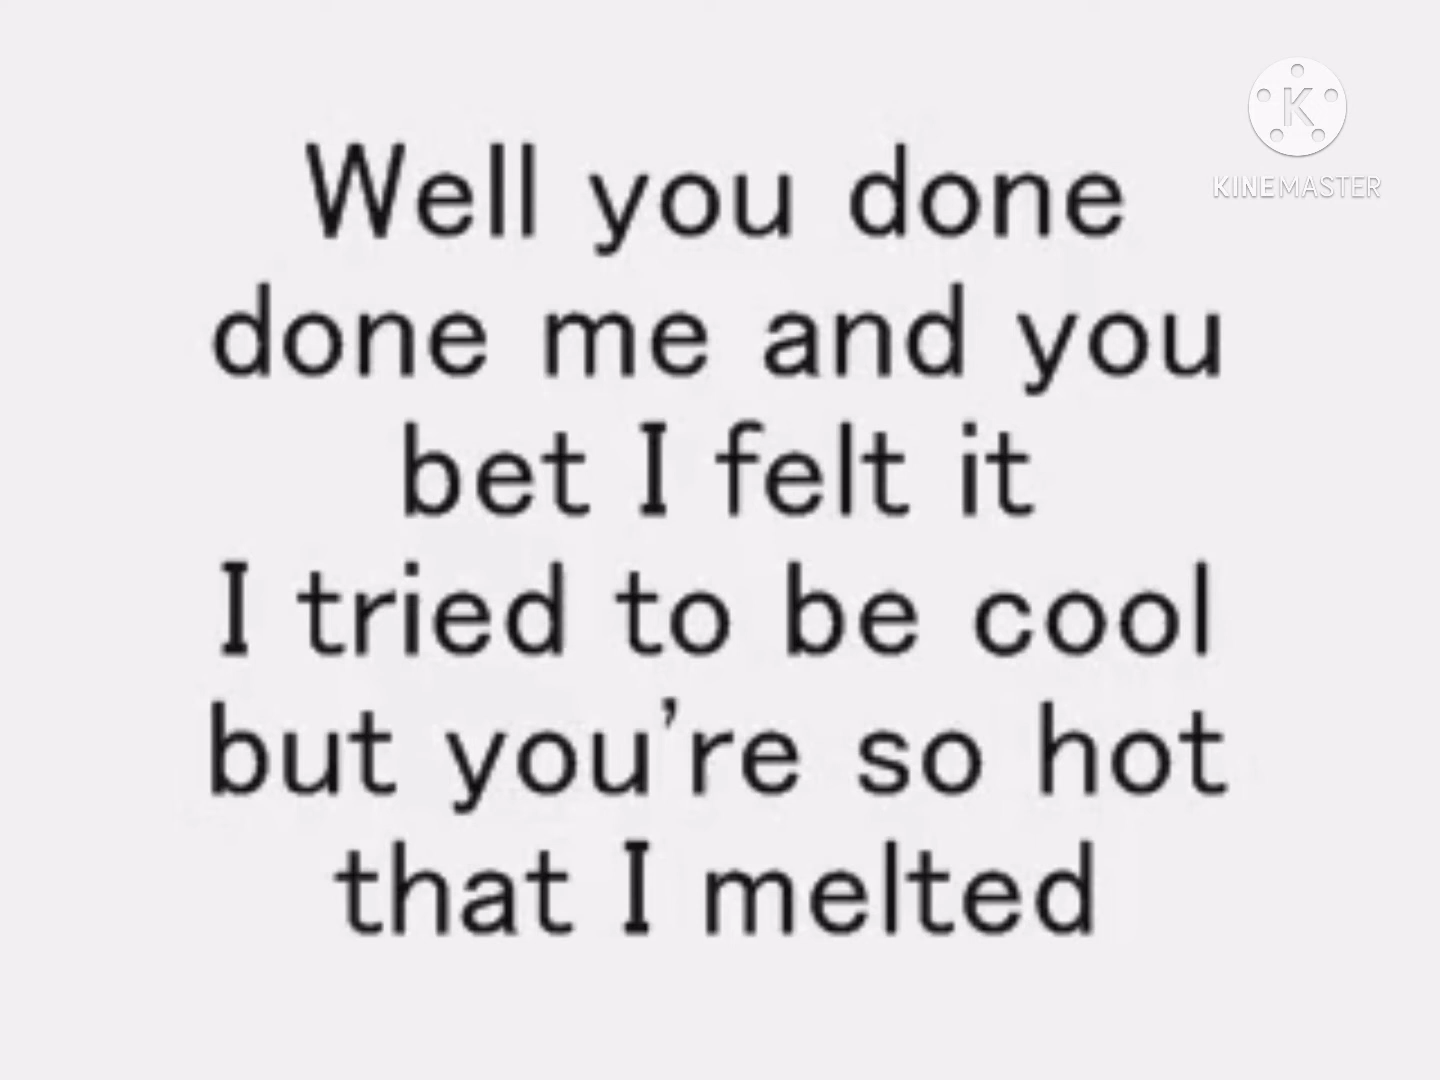 Well you done
done me and you
bet I felt it
I tried to be cool
but you're so hot
that I melted
K
KINEMASTER